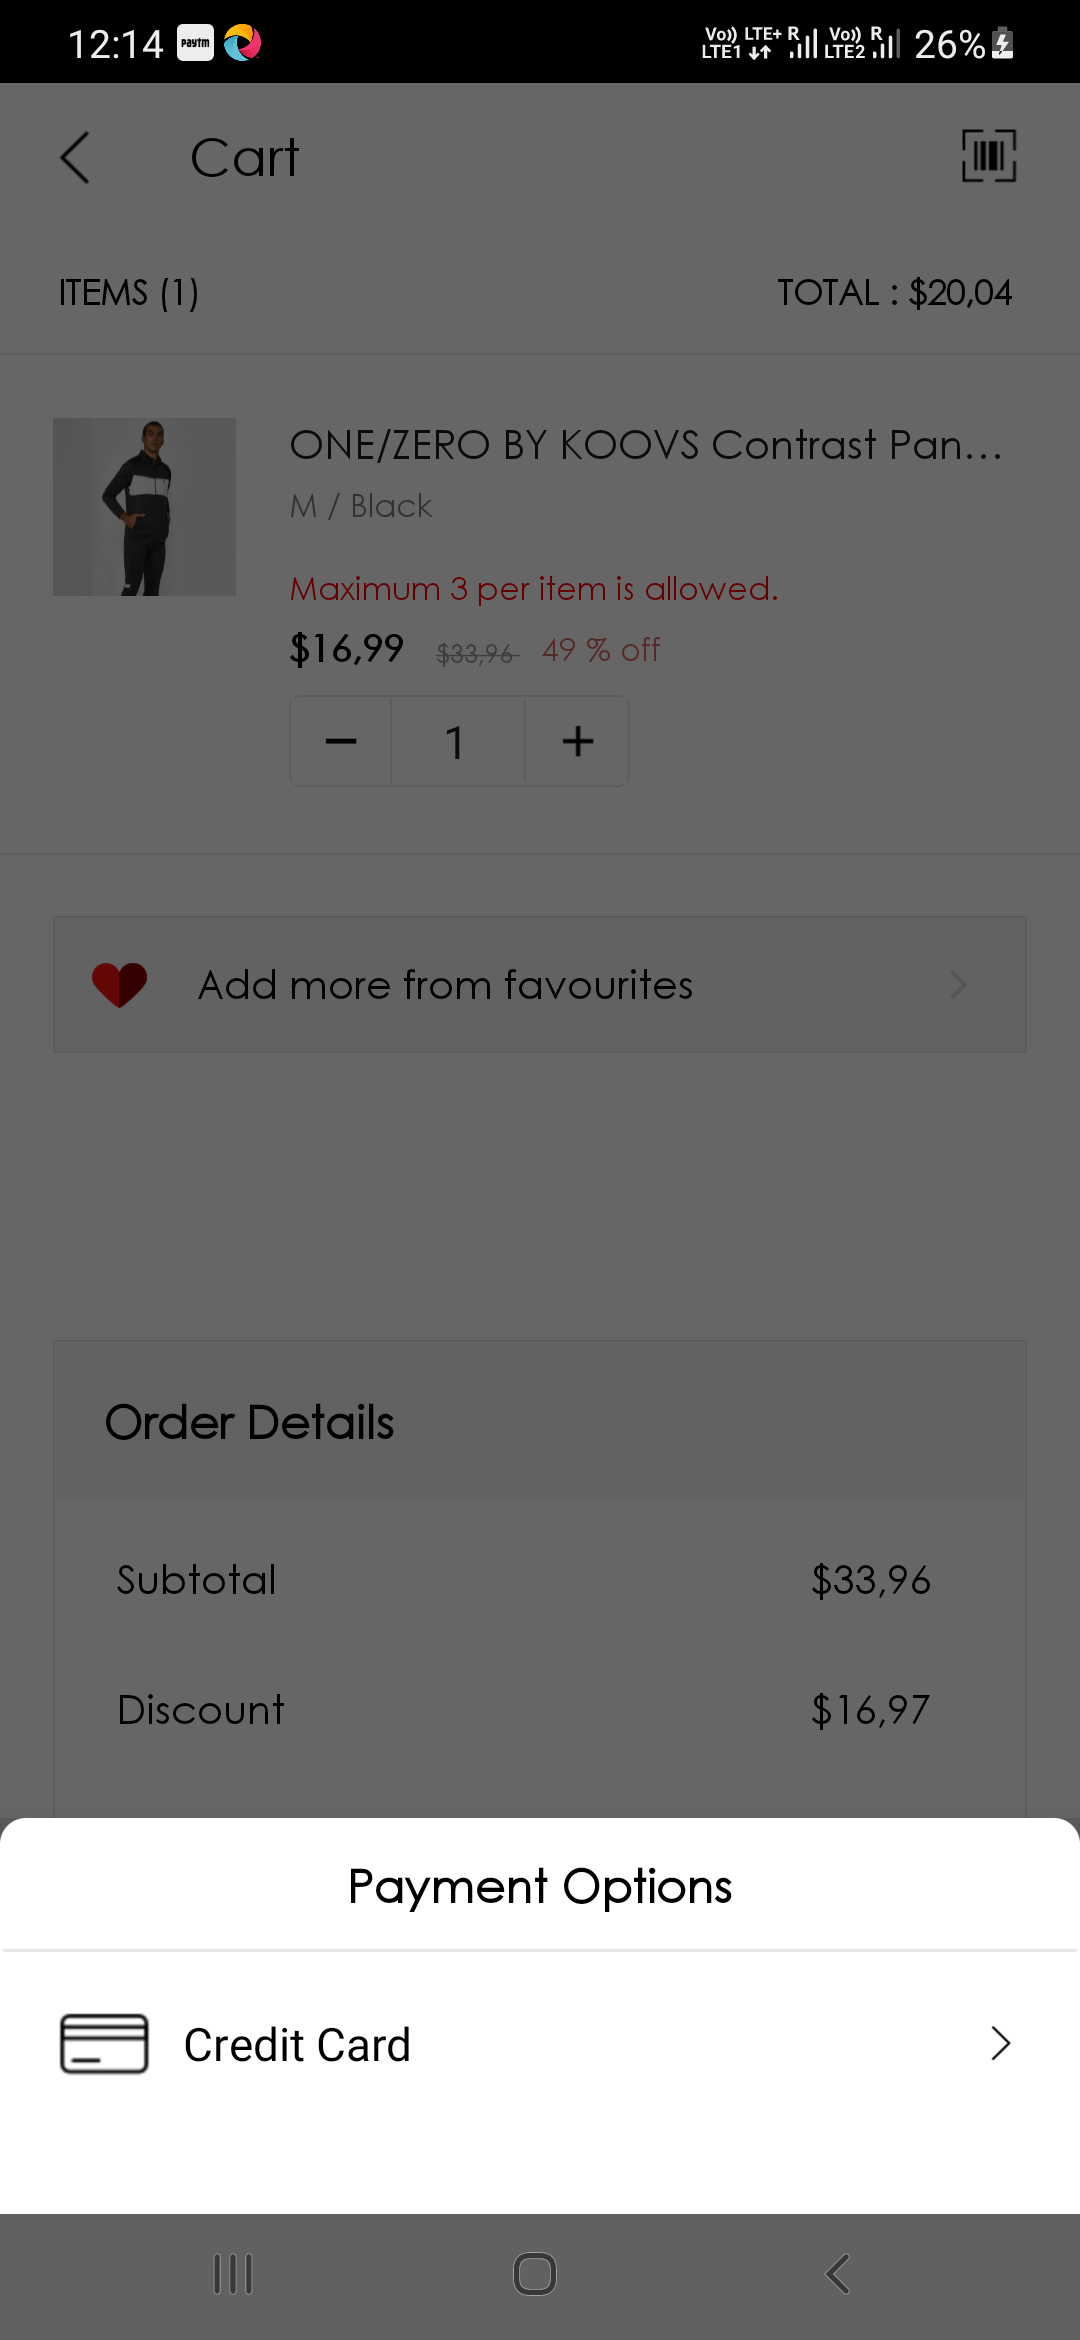 12:14 paytm Vo)) LTE+ R Vo)) R 26%
LTE1 LTE2
Cart
ITEMS (1) TOTAL : $20,04
ONE/ZERO BY KOOVS Contrast Pan...
M / Black
Maximum 3 per item is allowed.
$16,99 $33,96 49 % off
1
Add more from favourites
Order Details
Subtotal $33,96
Discount $16,97
Payment Options
Credit Card